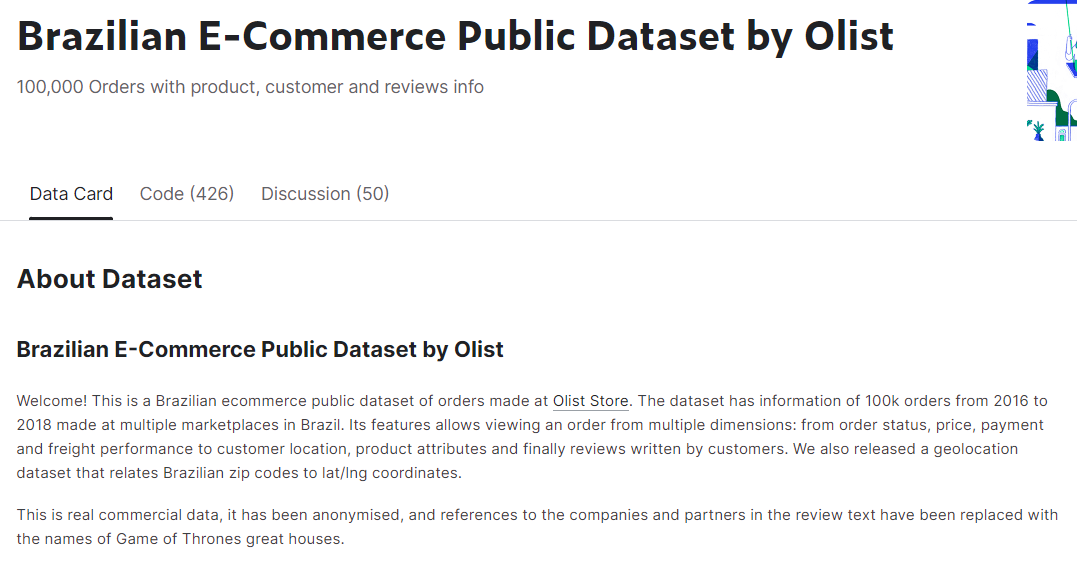 Brazilian E-Commerce Public Dataset by Olist
100,000 Orders with product, customer and reviews info
Data Card Code (426) Discussion (50)
About Dataset
Brazilian E-Commerce Public Dataset by Olist
Welcome! This is a Brazilian ecommerce public dataset of orders made at Olist Store. The dataset has information of 100k orders from 2016 to
2018 made at multiple marketplaces in Brazil. Its features allows viewing an order from multiple dimensions: from order status, price, payment
and freight performance to customer location, product attributes and finally reviews written by customers. We also released a geolocation
dataset that relates Brazilian zip codes to lat/lng coordinates.
This is real commercial data, it has been anonymised, and references to the companies and partners in the review text have been replaced with
the names of Game of Thrones great houses.